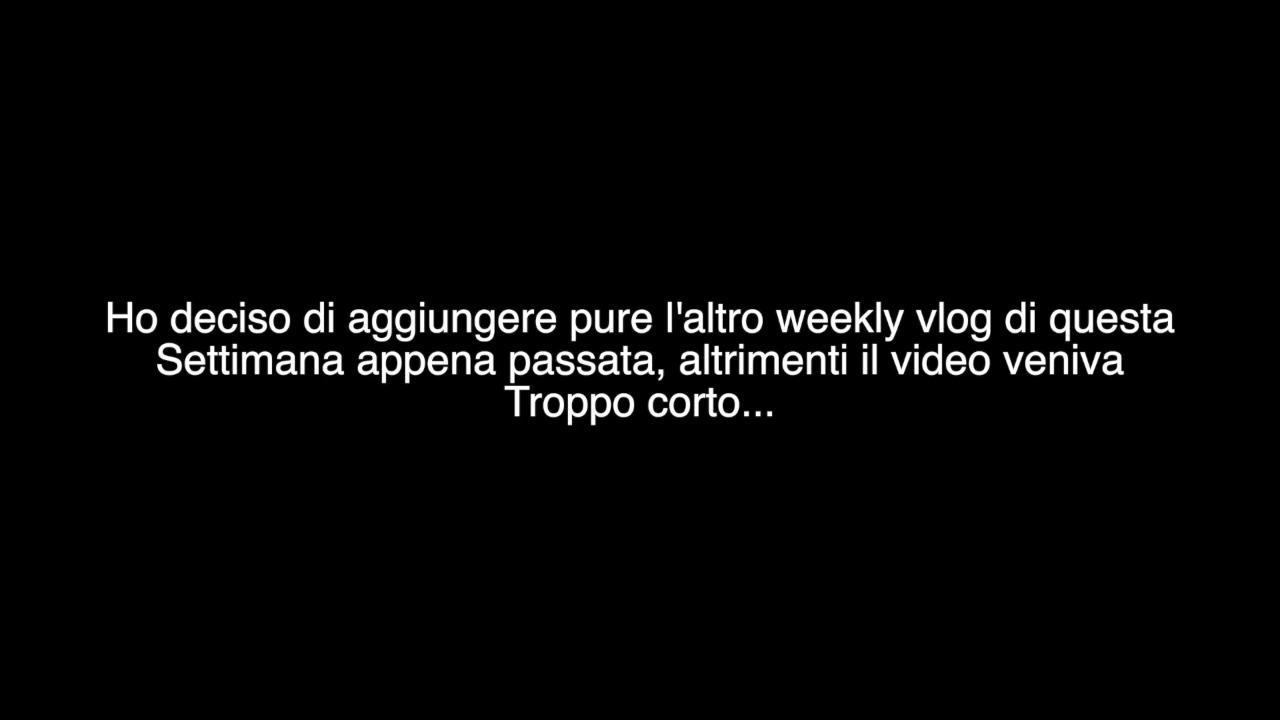 Ho deciso di aggiungere pure l'altro weekly vlog di questa
Settimana appena passata, altrimenti il video veniva
Troppo corto...